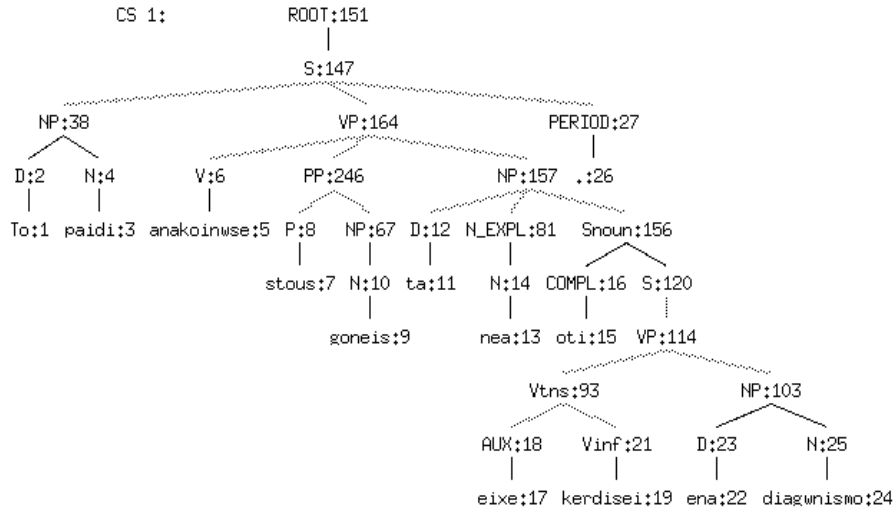 CS 1: ROOT:151
S:147
NP:38 VP:164 PERIOD:27
D:2 N:4 V:6 PP:246 NP:157 .:26
To:1 paidi:3 anakoinwse:5 P:8 NP:67 D:12 N_EXPL:81 Snoun:156
stous:7 N:10 ta:11 N:14 COMPL:16 S:120
goneis:9 nea:13 oti:15 VP:114
Vtns:93 NP:103
AUX:18 Vinf:21 D:23 N:25
eixe:17 kerdisei:19 ena:22 diagwnismo:24